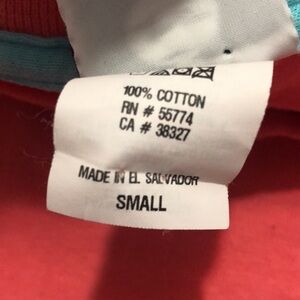 100% COTTON
RN # 55774
CA # 38327
MADE IN EL SALVADOR
SMALL